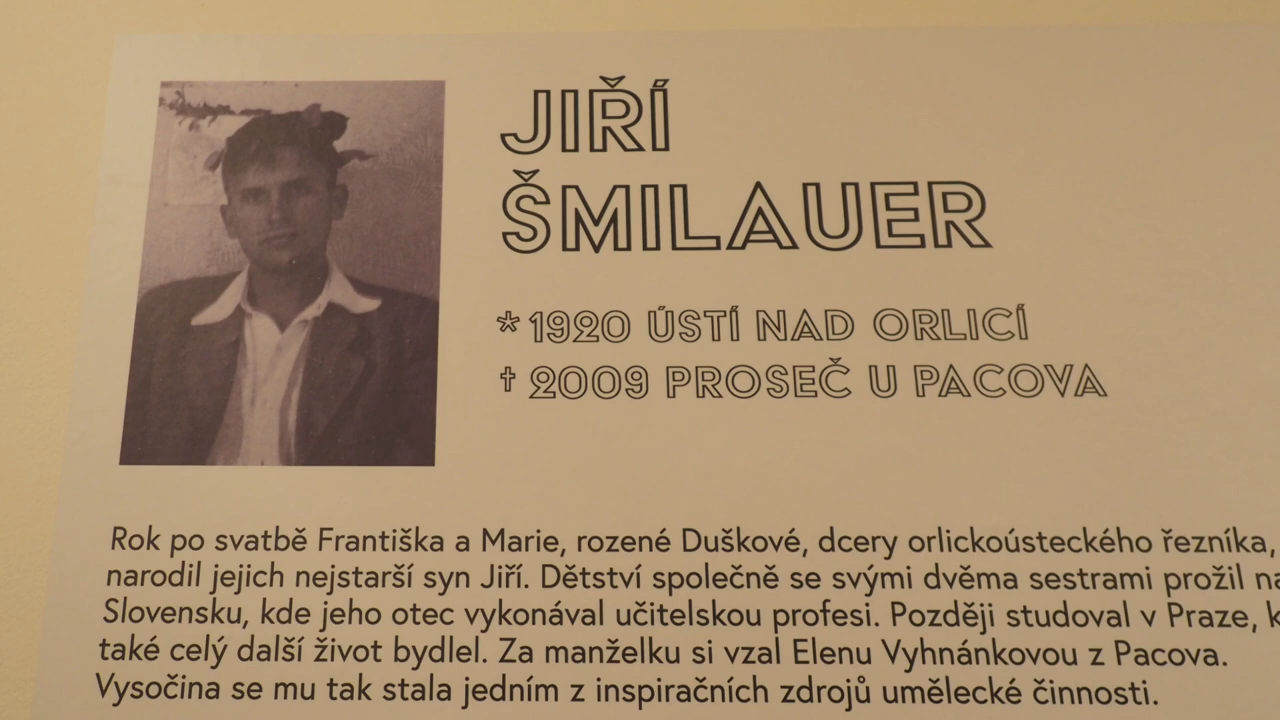 JIŘÍ
ŠMILAUER
* 1920 ÚSTÍ NAD ORLICÍ
† 2009 PROSEČ U PACOVA
Rok po svatbě Františka a Marie, rozené Duškové, dcery orlickoústeckého řezníka,
narodil jejich nejstarší syn Jiří. Dětství společně se svými dvěma sestrami prožil
Slovensku, kde jeho otec vykonával učitelskou profesi. Později studoval v Praze,
také celý další život bydlel. Za manželku si vzal Elenu Vyhnánkovou z Pacova.
Vysočina se mu tak stala jedním z inspiračních zdrojů umělecké činnosti.